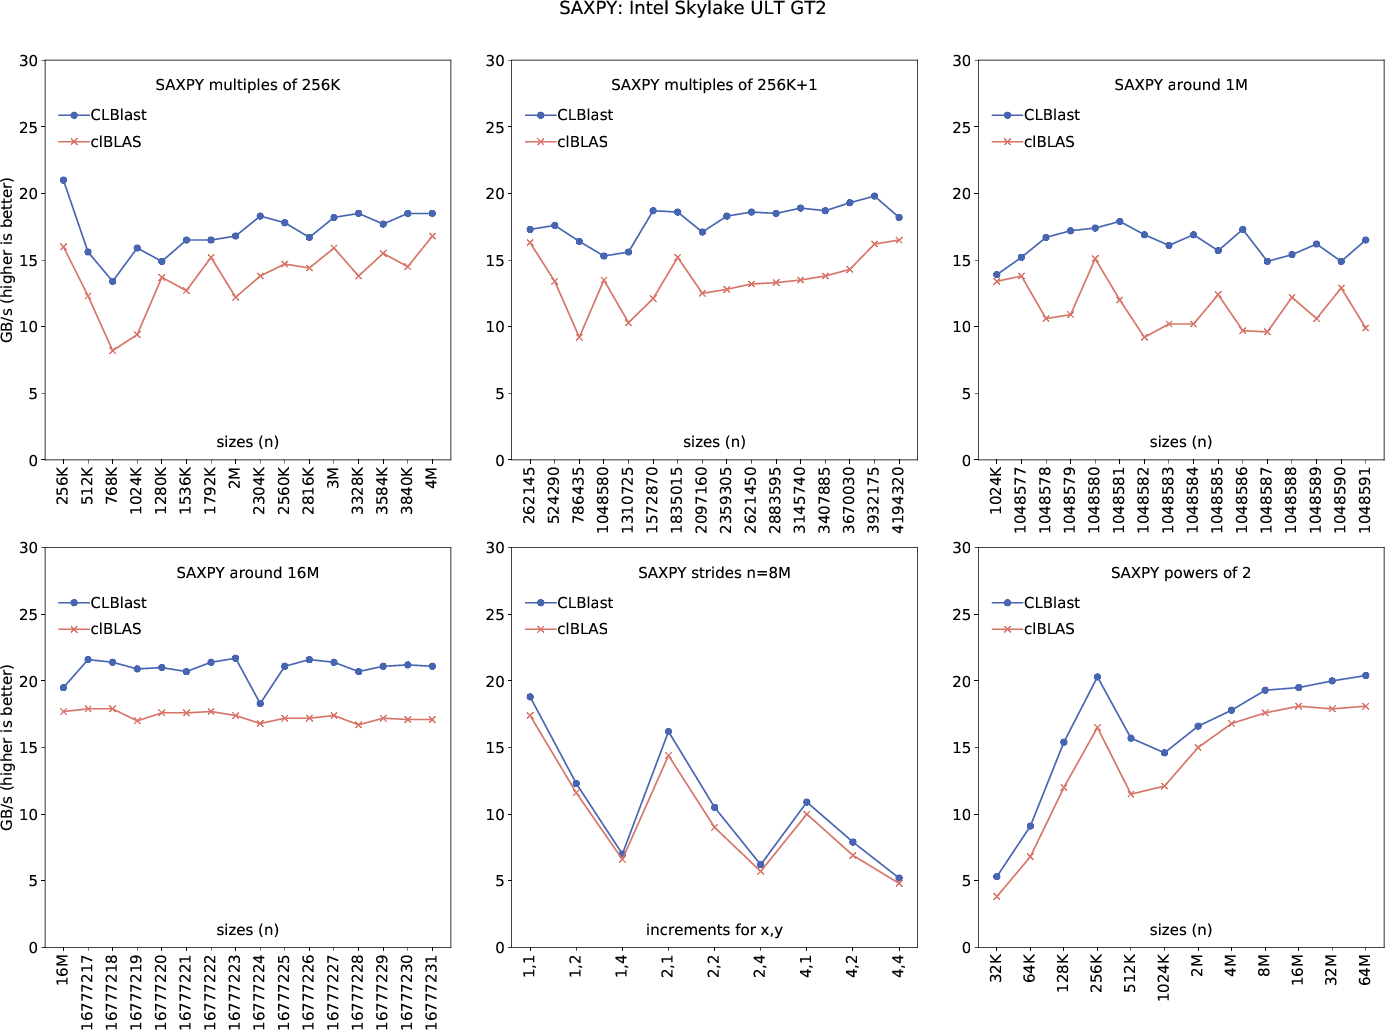 SAXPY: Intel Skylake ULT GT2
SAXPY multiples of 256K
CLBlast
clBLAS
GB/s (higher is better)
30
25
20
15
10
5
0
sizes (n)
256K 512K 768K 1024K 1280K 1536K 1792K 2M 2304K 2560K 2816K 3M 3328K 3584K 3840K 4M
SAXPY multiples of 256K+1
CLBlast
clBLAS
30
25
20
15
10
5
0
sizes (n)
262145 524290 786435 1048580 1310725 1572870 1835015 2097160 2359305 2621450 2883595 3145740 3407885 3670030 3932175 4194320
SAXPY around 1M
CLBlast
clBLAS
30
25
20
15
10
5
0
sizes (n)
1024K 1048577 1048578 1048579 1048580 1048581 1048582 1048583 1048584 1048585 1048586 1048587 1048588 1048589 1048590 1048591
SAXPY around 16M
CLBlast
clBLAS
GB/s (higher is better)
30
25
20
15
10
5
0
sizes (n)
16M 16777217 16777218 16777219 16777220 16777221 16777222 16777223 16777224 16777225 16777226 16777227 16777228 16777229 16777230 16777231
SAXPY strides n=8M
CLBlast
clBLAS
30
25
20
15
10
5
0
increments for x,y
1,1 1,2 1,4 2,1 2,2 2,4 4,1 4,2 4,4
SAXPY powers of 2
CLBlast
clBLAS
30
25
20
15
10
5
0
sizes (n)
32K 64K 128K 256K 512K 1024K 2M 4M 8M 16M 32M 64M